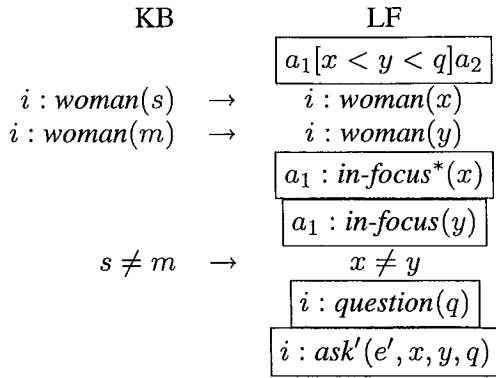 KB LF
a₁[x < y < q]a₂
i : woman(s) → i : woman(x)
i : woman(m) → i : woman(y)
a₁ : in-focus*(x)
a₁ : in-focus(y)
s ≠ m → x ≠ y
i : question(q)
i : ask′(e′, x, y, q)